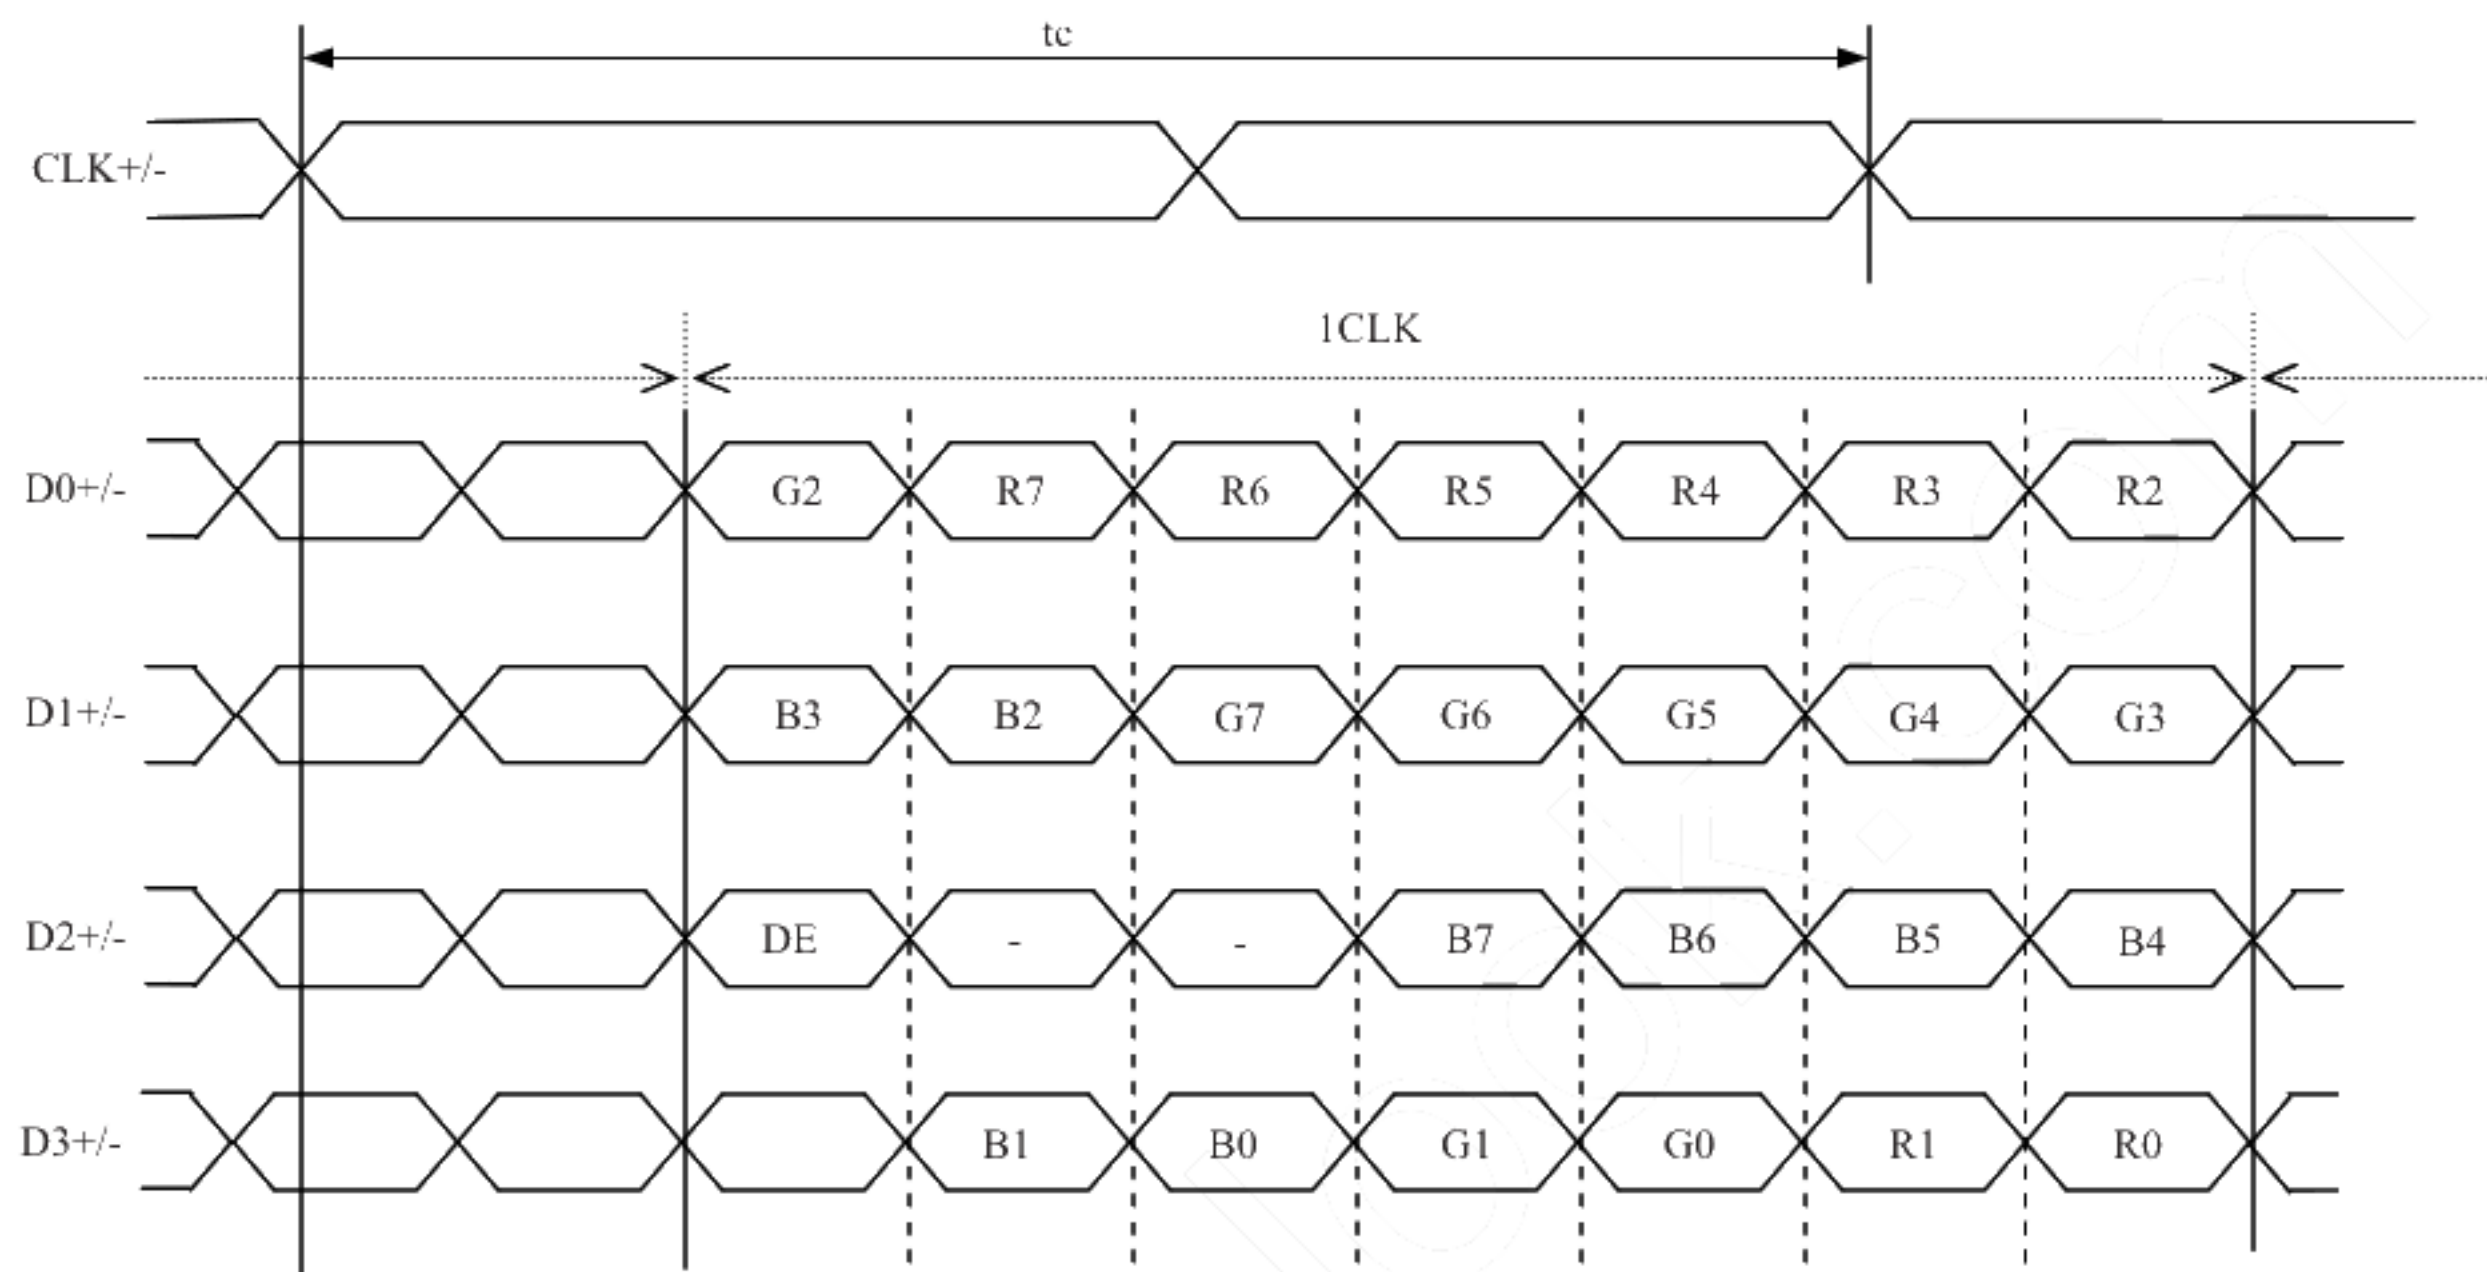 tc
CLK+/-
1CLK
D0+/- G2 R7 R6 R5 R4 R3 R2
D1+/- B3 B2 G7 G6 G5 G4 G3
D2+/- DE - - B7 B6 B5 B4
D3+/- B1 B0 G1 G0 R1 R0